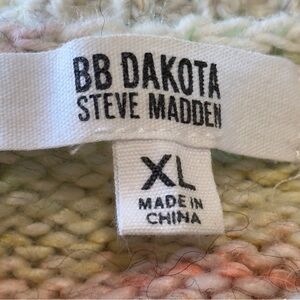 BB DAKOTA
STEVE MADDEN
XL
MADE IN
CHINA